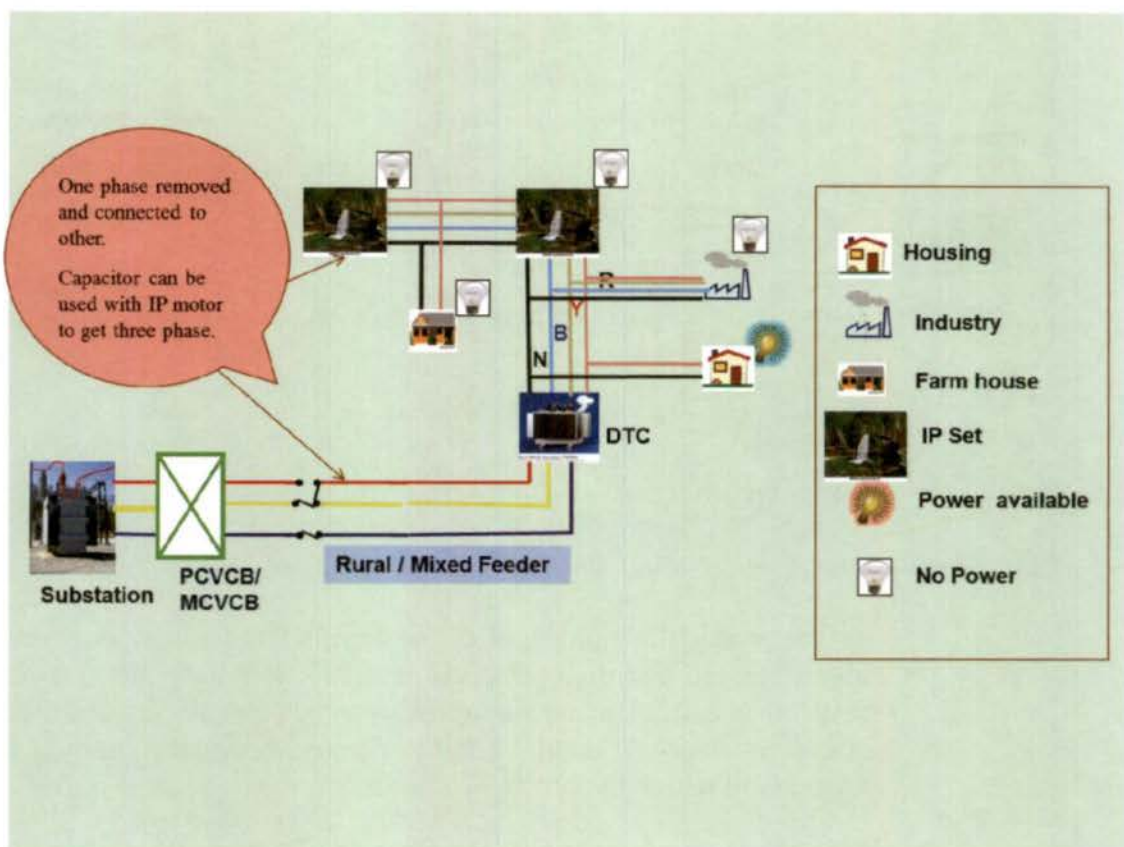 One phase removed
and connected to
other.
Capacitor can be
used with IP motor
to get three phase.
R
Y
B
N
DTC
Substation
PCVCB/
MCVCB
Rural / Mixed Feeder
Housing
Industry
Farm house
IP Set
Power available
No Power